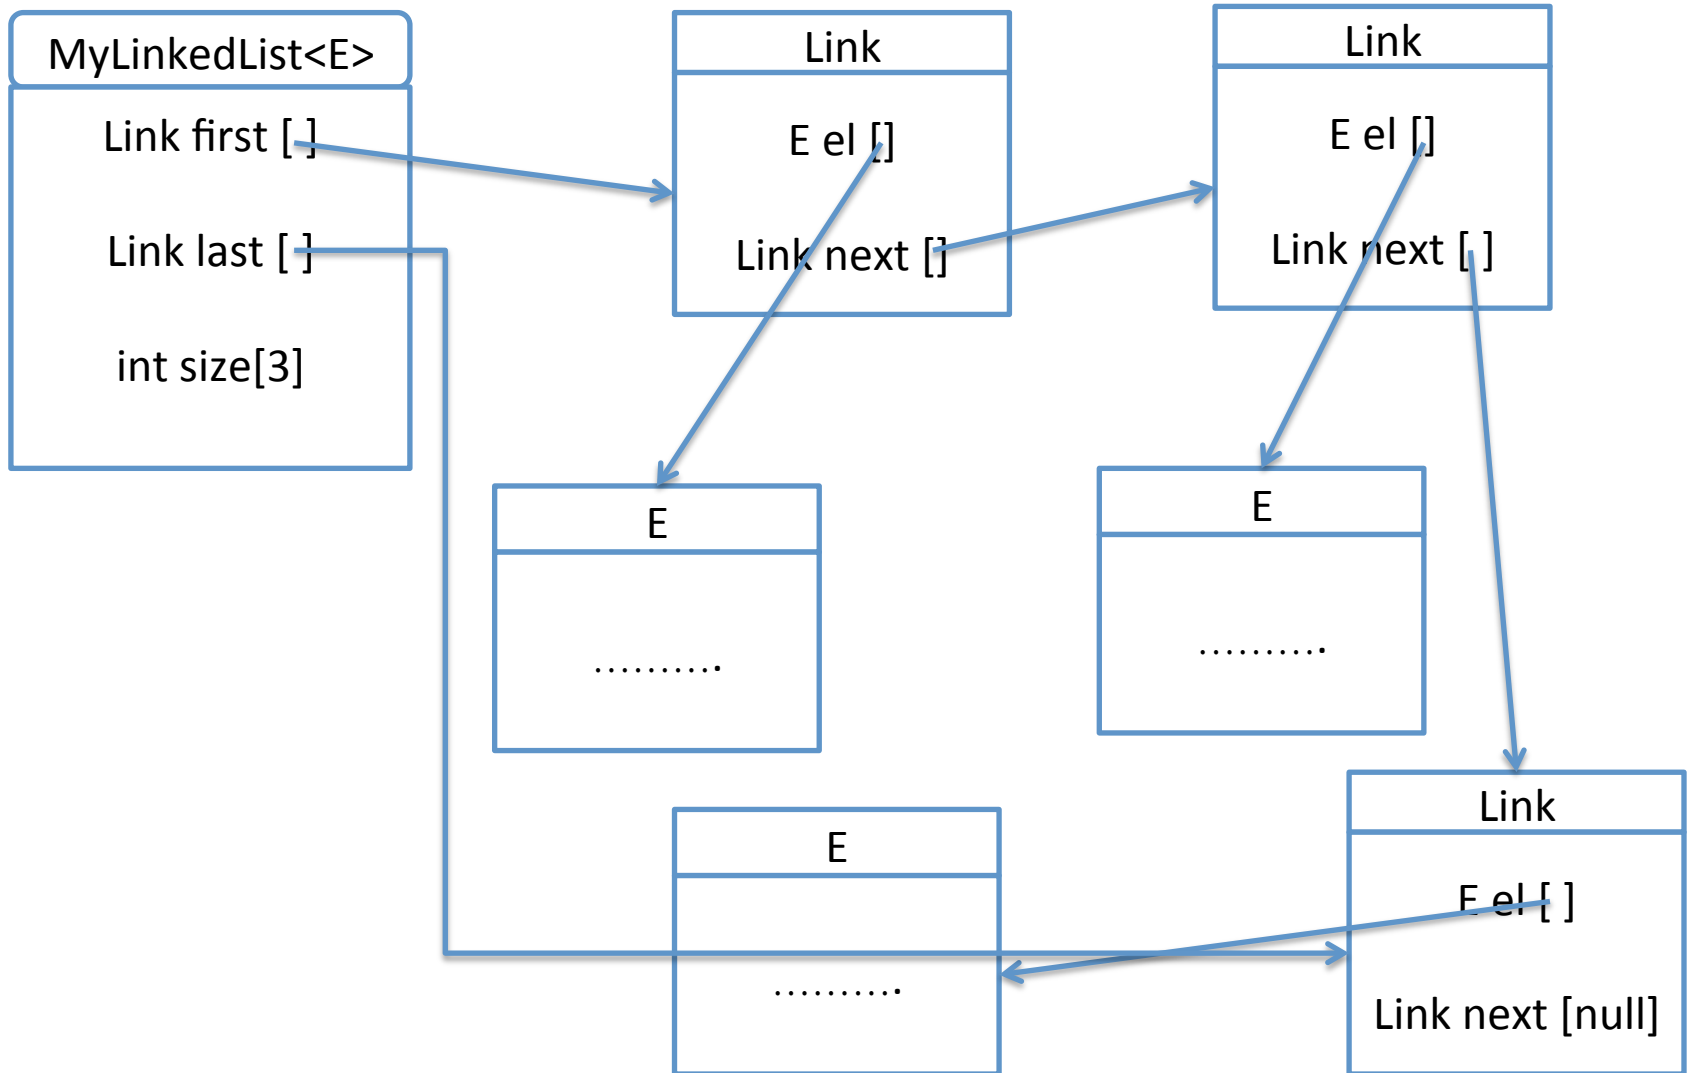 MyLinkedList<E>
Link first [ ]
Link last [ ]
int size[3]
Link
E el []
Link next []
Link
E el []
Link next [ ]
E
……….
E
……….
E
……….
Link
E el [ ]
Link next [null]